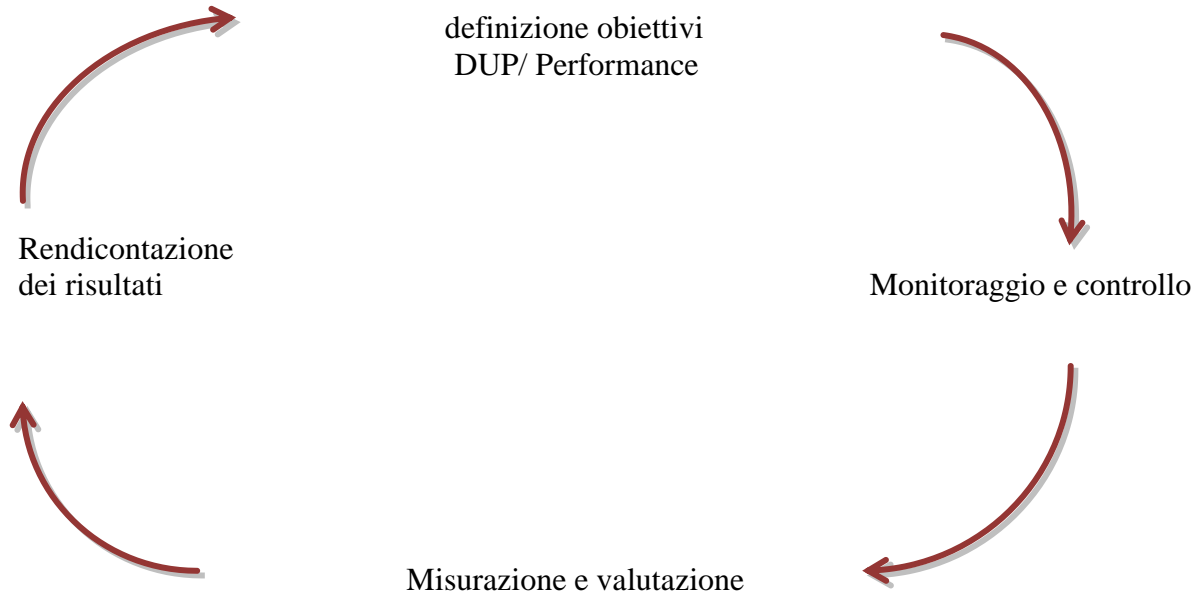 definizione obiettivi
DUP/ Performance
Rendicontazione
dei risultati
Monitoraggio e controllo
Misurazione e valutazione